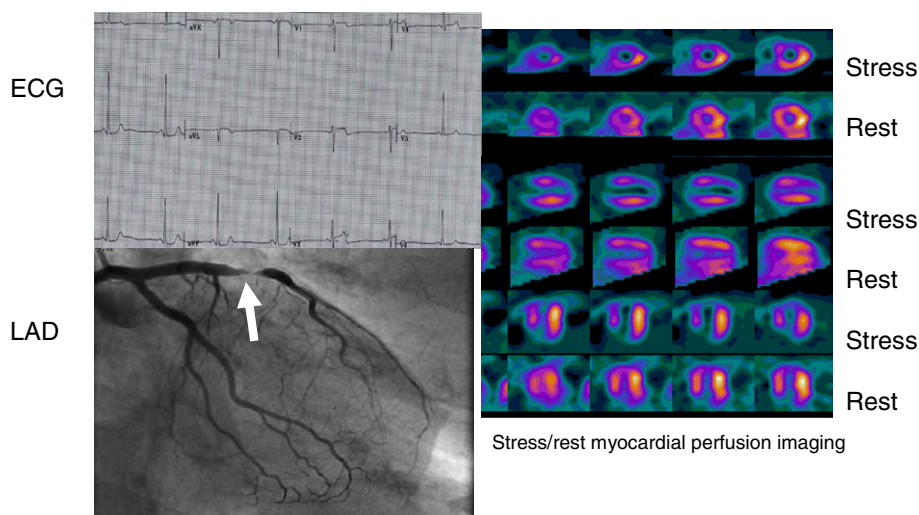 ECG
aVR
V1
V4
aVL
V2
V5
aVF
V3
LAD
Stress
Rest
Stress
Rest
Stress
Rest
Stress/rest myocardial perfusion imaging